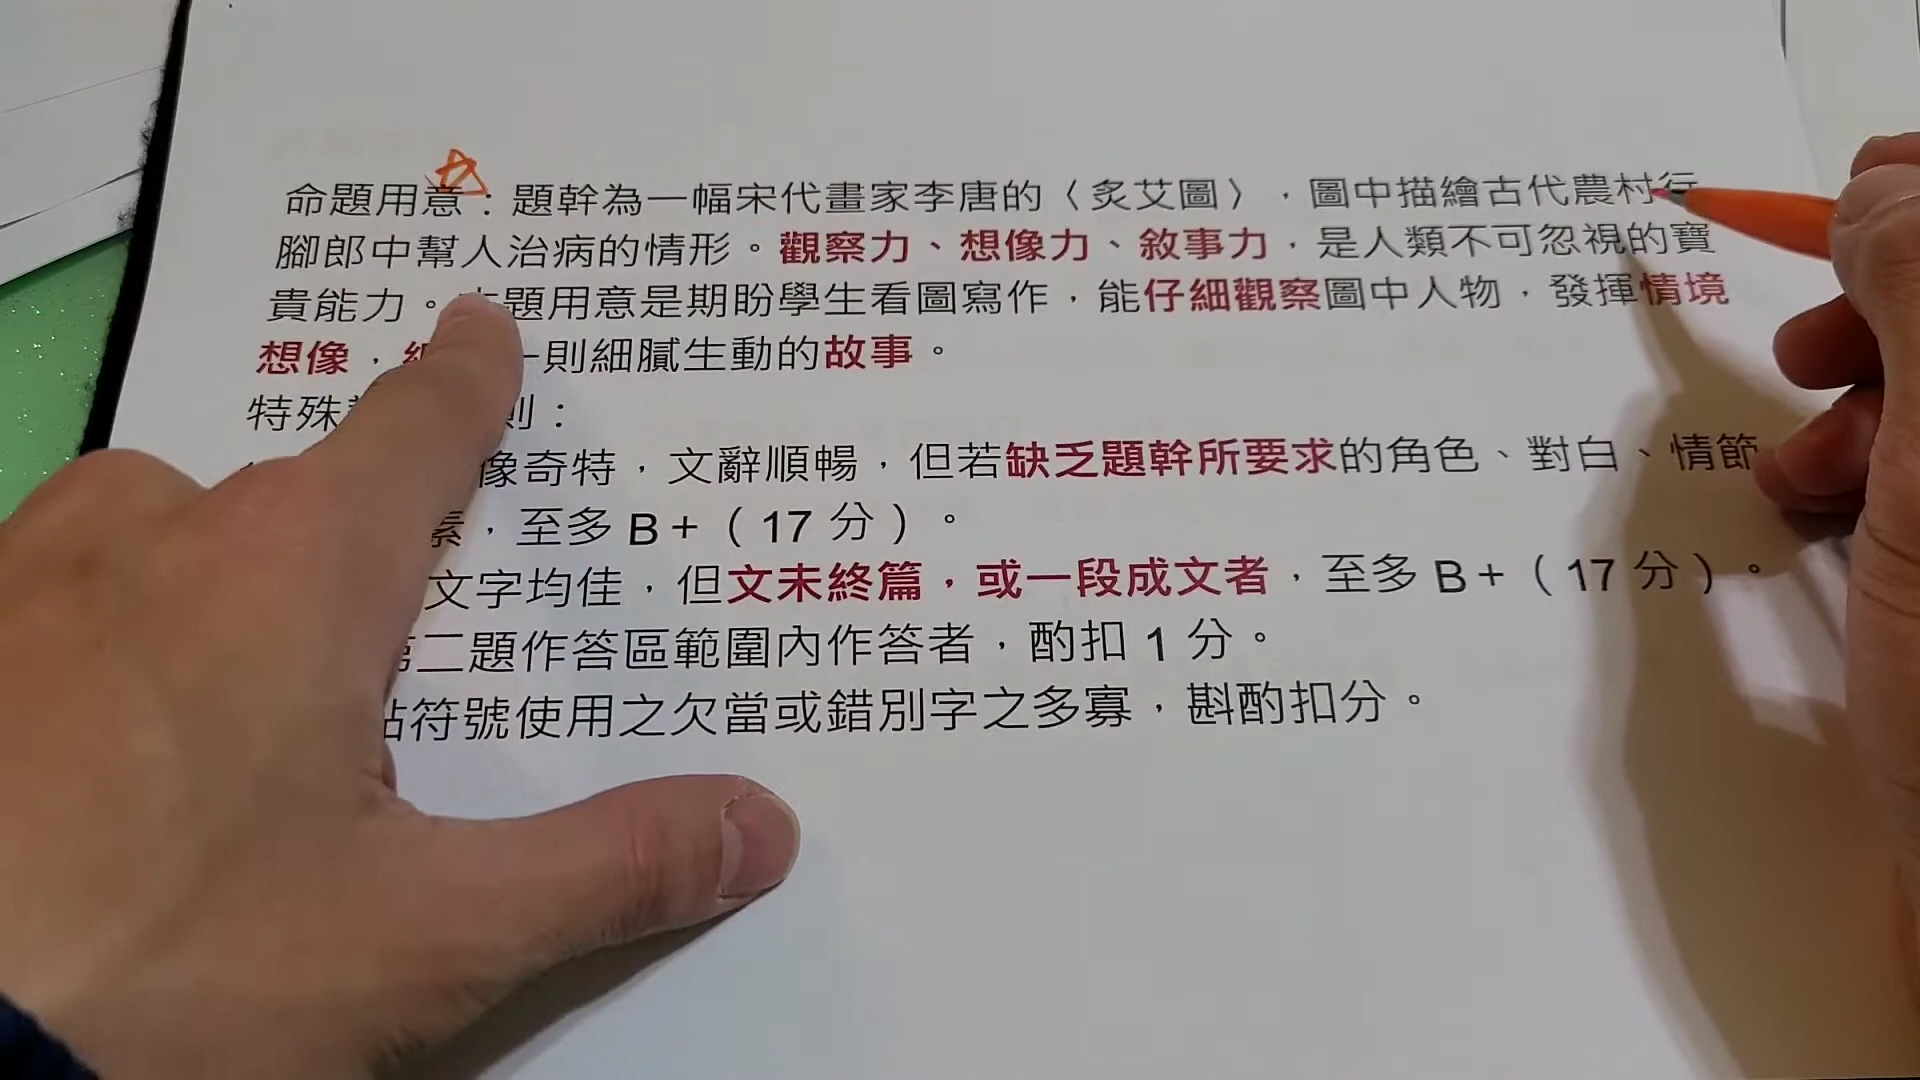 命題用意：題幹為一幅宋代畫家李唐的〈炙艾圖〉，圖中描繪古代農村行
腳郎中幫人治病的情形。觀察力、想像力、敘事力，是人類不可忽視的寶
貴能力。題用意是期盼學生看圖寫作，能仔細觀察圖中人物，發揮情境
想像，一則細膩生動的故事。
特殊則：
像奇特，文辭順暢，但若缺乏題幹所要求的角色、對白、情節
素，至多 B+（17 分）。
文字均佳，但文未終篇，或一段成文者，至多 B+（17 分）。
第二題作答區範圍內作答者，酌扣 1 分。
點符號使用之欠當或錯別字之多寡，斟酌扣分。